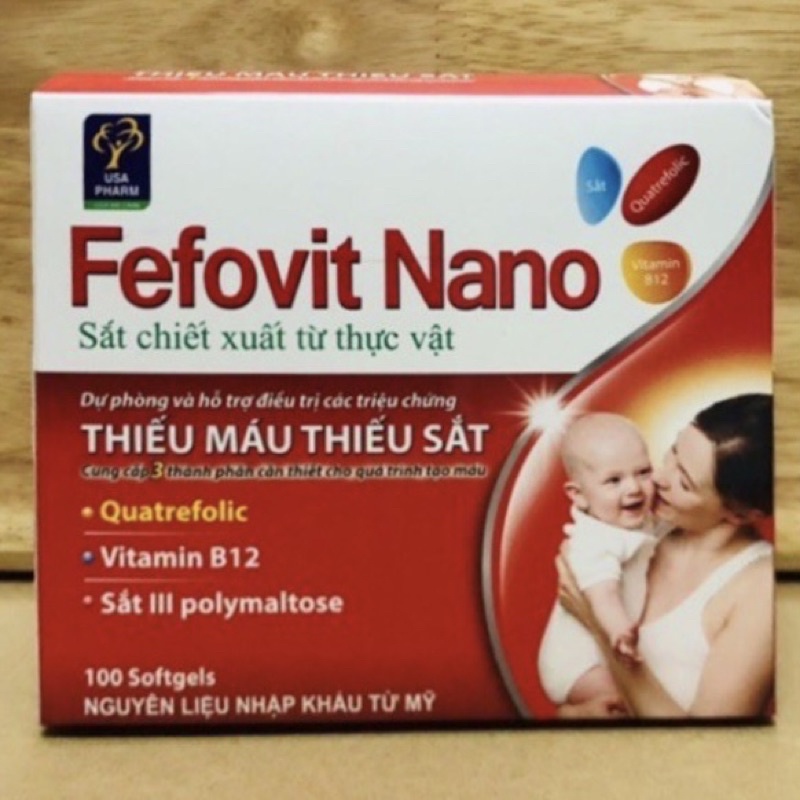 THIẾU MÁU THIẾU SẮT
USA
PHARM
Sắt
Quatrefolic
Vitamin
B12
Fefovit Nano
Sắt chiết xuất từ thực vật
Dự phòng và hỗ trợ điều trị các triệu chứng
THIẾU MÁU THIẾU SẮT
Cung cấp 3 thành phần cần thiết cho quá trình tạo máu
• Quatrefolic
• Vitamin B12
• Sắt III polymaltose
100 Softgels
NGUYÊN LIỆU NHẬP KHẨU TỪ MỸ